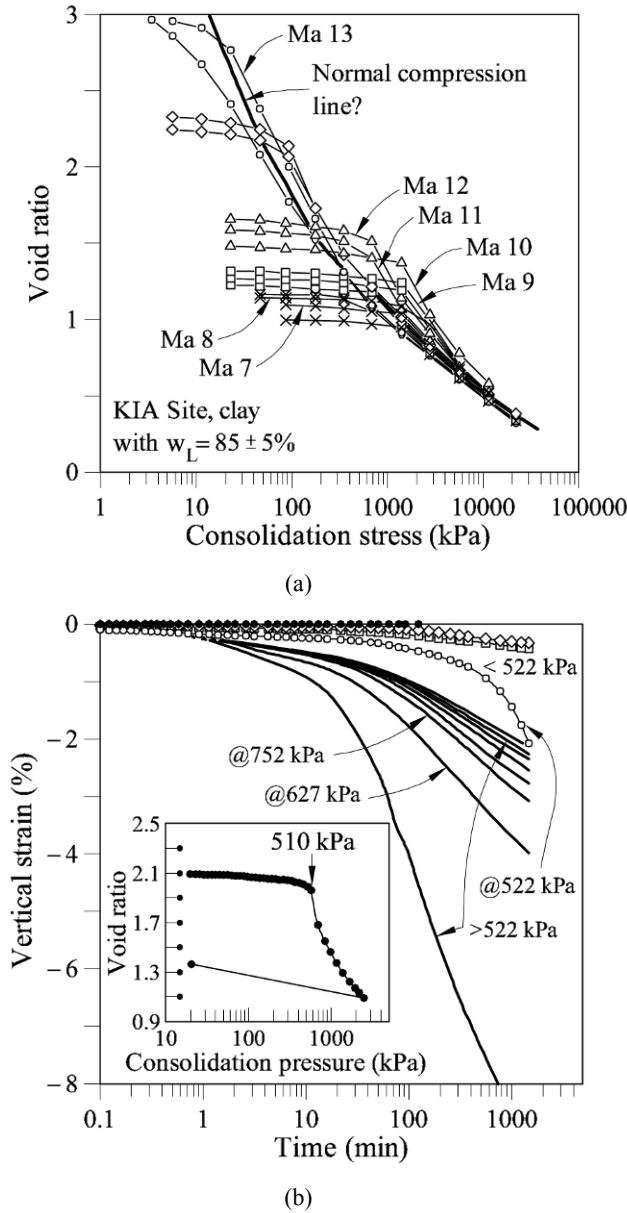 3
2
1
0
Void ratio
Ma 13
Normal compression
line?
Ma 12
Ma 11
Ma 10
Ma 9
Ma 8
Ma 7
KIA Site, clay
with w_L= 85 ± 5%
1 10 100 1000 10000 100000
Consolidation stress (kPa)
(a)
0
−2
−4
−6
−8
Vertical strain (%)
< 522 kPa
@752 kPa
@627 kPa
@522 kPa
>522 kPa
510 kPa
2.5
2.1
1.7
1.3
0.9
Void ratio
10 100 1000
Consolidation pressure (kPa)
0.1 1 10 100 1000
Time (min)
(b)